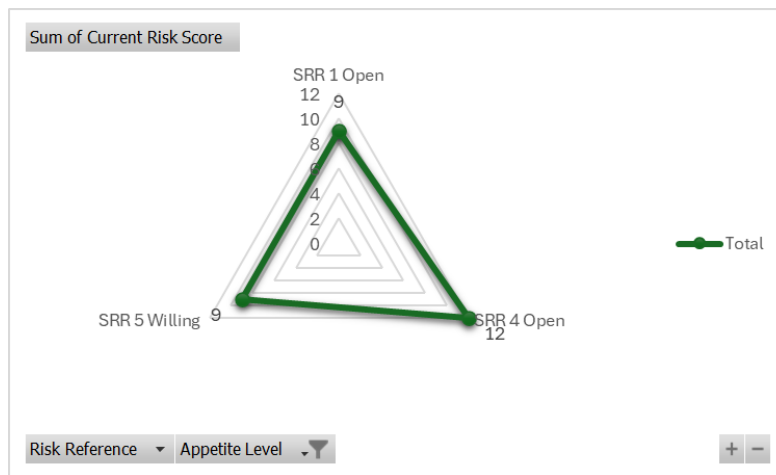 Sum of Current Risk Score
SRR 1 Open
12
9
10
8
6
4
2
0
Total
SRR 5 Willing
9
SRR 4 Open
12
Risk Reference
Appetite Level
+ −